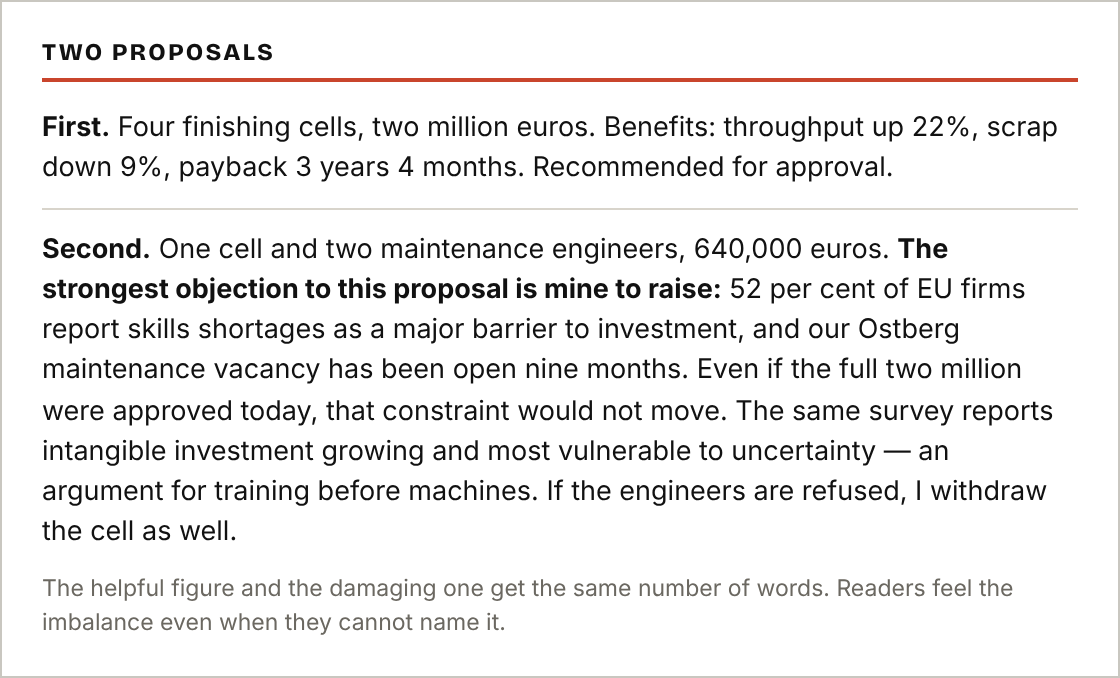 TWO PROPOSALS
First. Four finishing cells, two million euros. Benefits: throughput up 22%, scrap
down 9%, payback 3 years 4 months. Recommended for approval.
Second. One cell and two maintenance engineers, 640,000 euros. The
strongest objection to this proposal is mine to raise: 52 per cent of EU firms
report skills shortages as a major barrier to investment, and our Ostberg
maintenance vacancy has been open nine months. Even if the full two million
were approved today, that constraint would not move. The same survey reports
intangible investment growing and most vulnerable to uncertainty — an
argument for training before machines. If the engineers are refused, I withdraw
the cell as well.
The helpful figure and the damaging one get the same number of words. Readers feel the
imbalance even when they cannot name it.